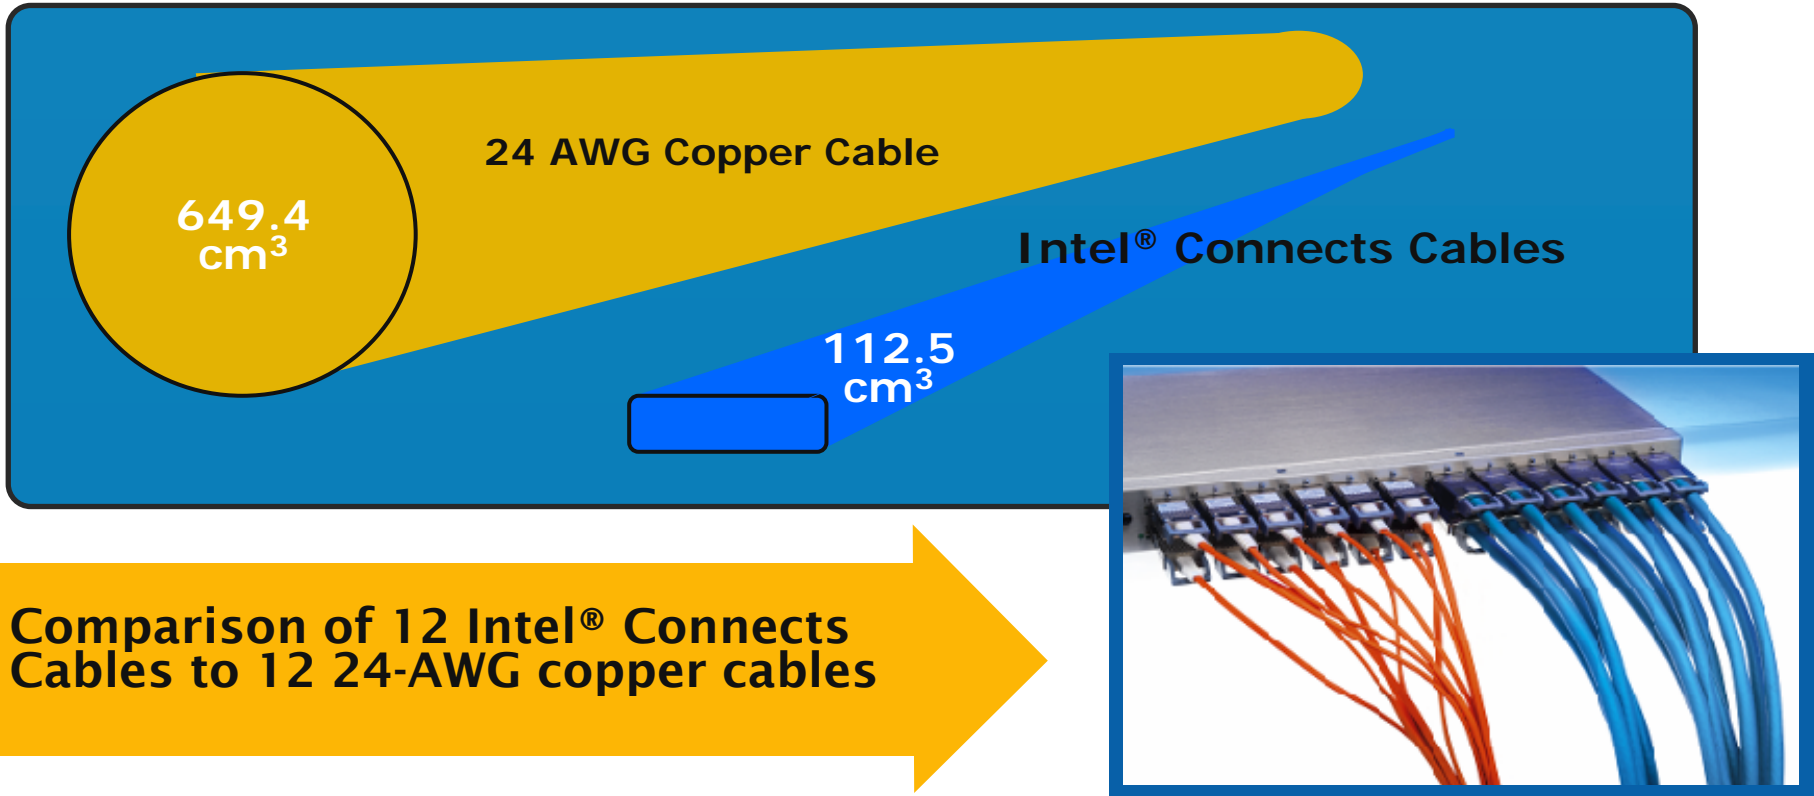 24 AWG Copper Cable
649.4
cm³
Intel® Connects Cables
112.5
cm³
Comparison of 12 Intel® Connects
Cables to 12 24-AWG copper cables